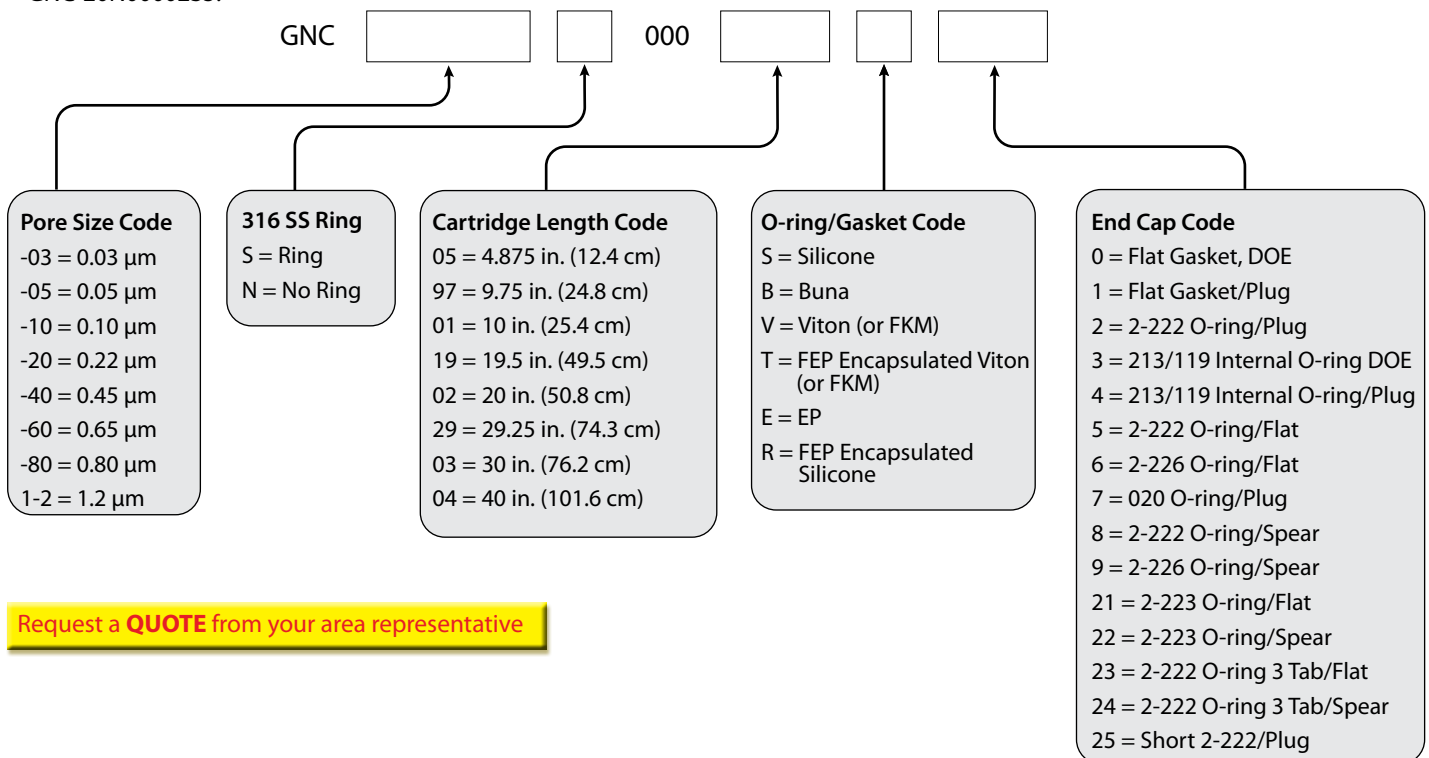 GNC 000
Pore Size Code
-03 = 0.03 µm
-05 = 0.05 µm
-10 = 0.10 µm
-20 = 0.22 µm
-40 = 0.45 µm
-60 = 0.65 µm
-80 = 0.80 µm
1-2 = 1.2 µm
316 SS Ring
S = Ring
N = No Ring
Cartridge Length Code
05 = 4.875 in. (12.4 cm)
97 = 9.75 in. (24.8 cm)
01 = 10 in. (25.4 cm)
19 = 19.5 in. (49.5 cm)
02 = 20 in. (50.8 cm)
29 = 29.25 in. (74.3 cm)
03 = 30 in. (76.2 cm)
04 = 40 in. (101.6 cm)
O-ring/Gasket Code
S = Silicone
B = Buna
V = Viton (or FKM)
T = FEP Encapsulated Viton
(or FKM)
E = EP
R = FEP Encapsulated
Silicone
End Cap Code
0 = Flat Gasket, DOE
1 = Flat Gasket/Plug
2 = 2-222 O-ring/Plug
3 = 213/119 Internal O-ring DOE
4 = 213/119 Internal O-ring/Plug
5 = 2-222 O-ring/Flat
6 = 2-226 O-ring/Flat
7 = 020 O-ring/Plug
8 = 2-222 O-ring/Spear
9 = 2-226 O-ring/Spear
21 = 2-223 O-ring/Flat
22 = 2-223 O-ring/Spear
23 = 2-222 O-ring 3 Tab/Flat
24 = 2-222 O-ring 3 Tab/Spear
25 = Short 2-222/Plug
Request a QUOTE from your area representative